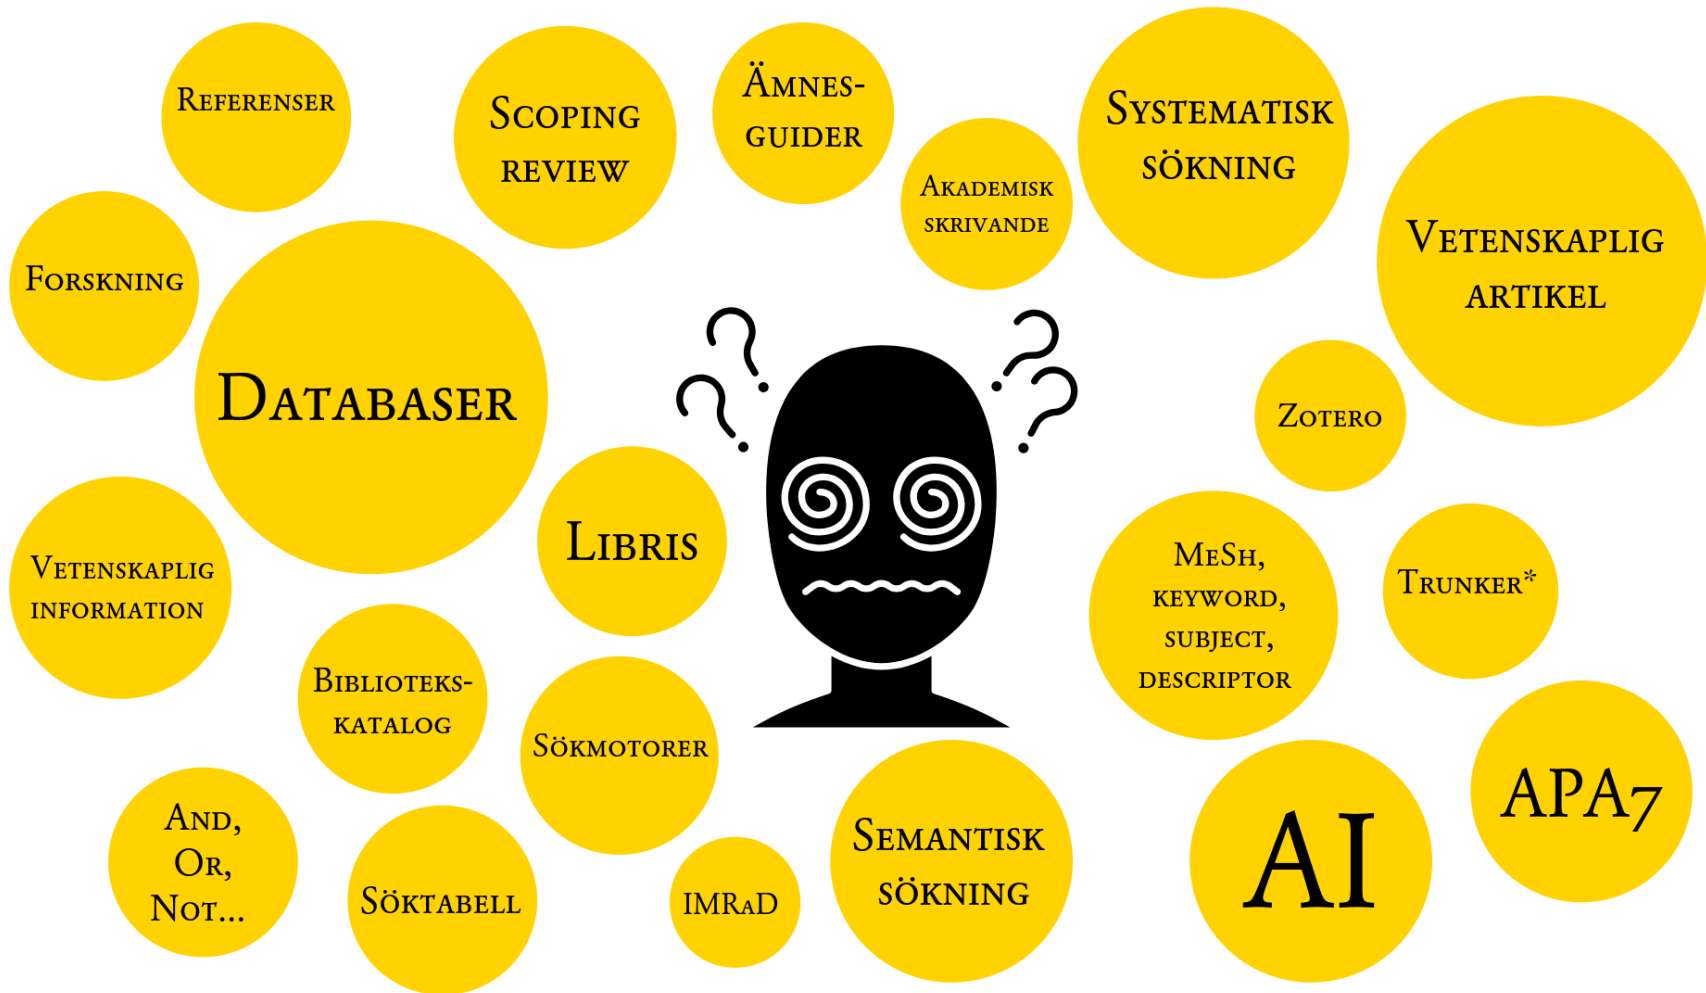 Referenser
Scoping
review
Ämnes-
guider
Akademisk
skrivande
Systematisk
sökning
Vetenskaplig
artikel
Forskning
Databaser
Zotero
Libris
Vetenskaplig
information
MeSh,
keyword,
subject,
descriptor
Trunker*
Biblioteks-
katalog
Sökmotorer
APA7
And,
Or,
Not...
Söktabell
IMRaD
Semantisk
sökning
AI